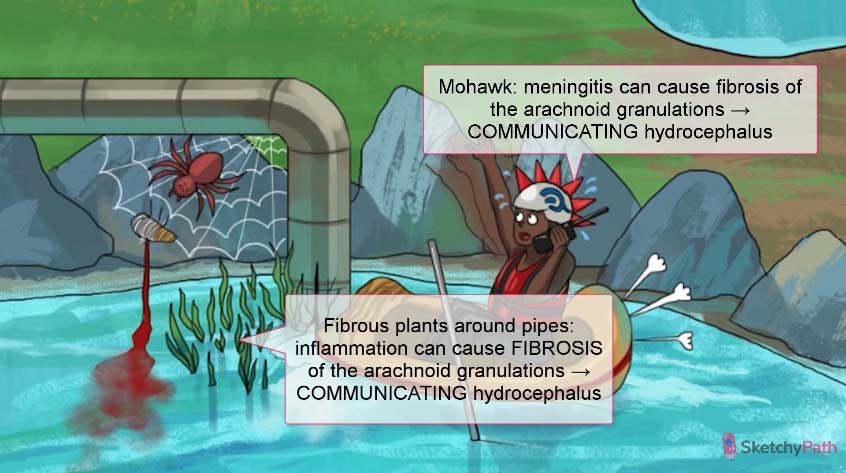 Mohawk: meningitis can cause fibrosis of
the arachnoid granulations →
COMMUNICATING hydrocephalus
Fibrous plants around pipes:
inflammation can cause FIBROSIS
of the arachnoid granulations →
COMMUNICATING hydrocephalus
SketchyPath